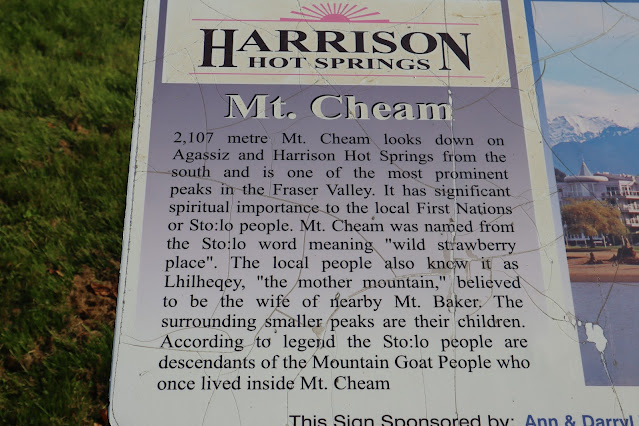 HARRISON
HOT SPRINGS
Mt. Cheam
2,107 metre Mt. Cheam looks down on
Agassiz and Harrison Hot Springs from the
south and is one of the most prominent
peaks in the Fraser Valley. It has significant
spiritual importance to the local First Nations
or Sto:lo people. Mt. Cheam was named from
the Sto:lo word meaning "wild strawberry
place". The local people also know it as
Lhilheqey, "the mother mountain," believed
to be the wife of nearby Mt. Baker. The
surrounding smaller peaks are their children.
According to legend the Sto:lo people are
descendants of the Mountain Goat People who
once lived inside Mt. Cheam
This Sign Sponsored by: Ann & Darryl